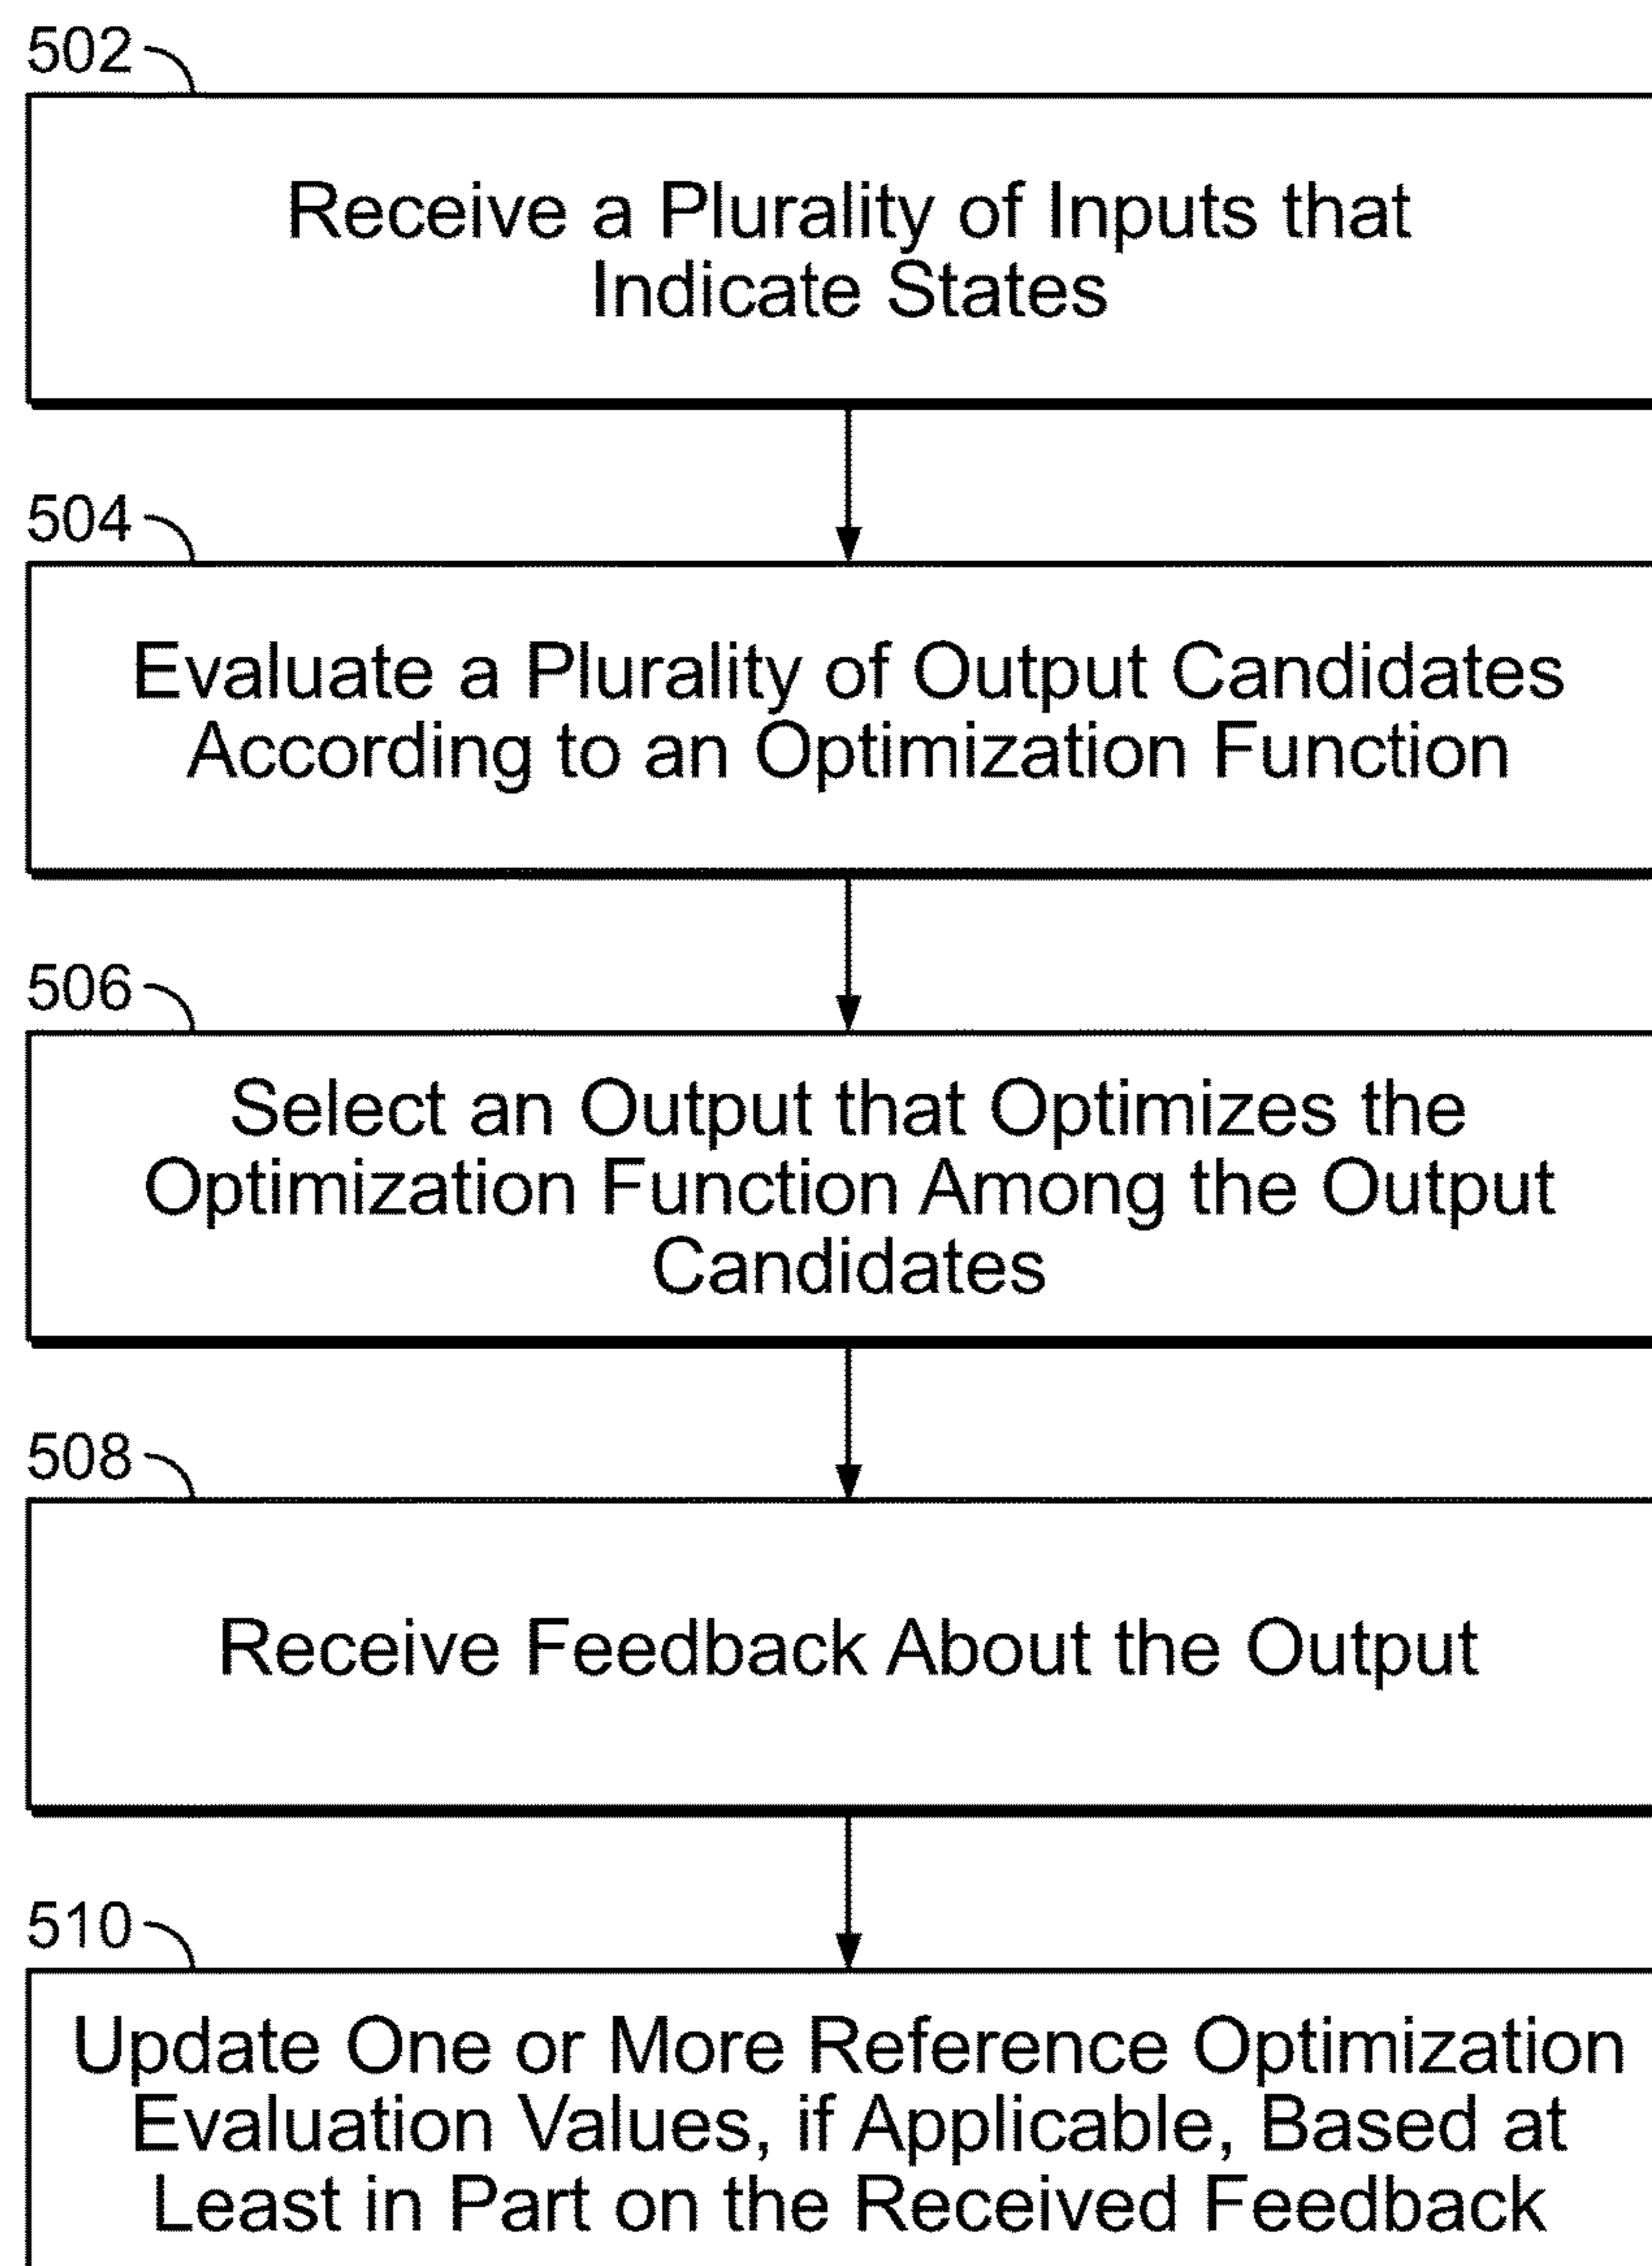 502
Receive a Plurality of Inputs that
Indicate States
504
Evaluate a Plurality of Output Candidates
According to an Optimization Function
506
Select an Output that Optimizes the
Optimization Function Among the Output
Candidates
508
Receive Feedback About the Output
510
Update One or More Reference Optimization
Evaluation Values, if Applicable, Based at
Least in Part on the Received Feedback